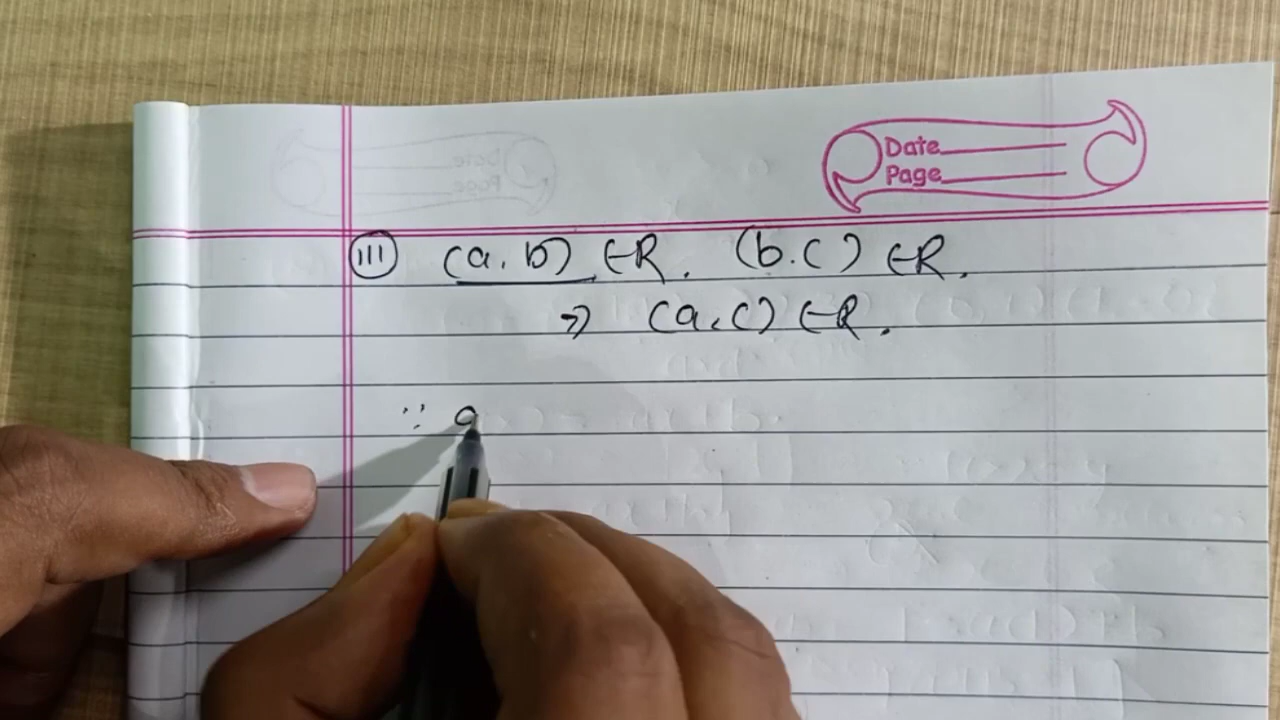 Date
Page
(III) (a, b) ∈ R. (b.c) ∈ R.
⇒ (a,c) ∈ R.
∵ a